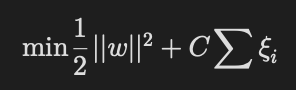 min 1/2 ||w||² + C ∑ ξᵢ